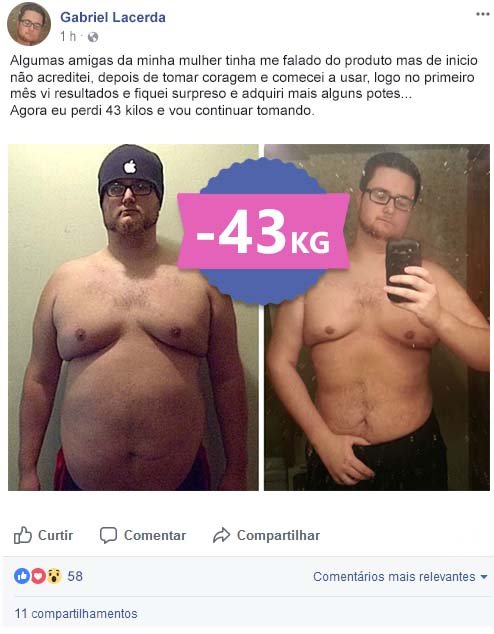 Gabriel Lacerda
1 h ·
Algumas amigas da minha mulher tinha me falado do produto mas de inicio
não acreditei, depois de tomar coragem e comecei a usar, logo no primeiro
mês vi resultados e fiquei surpreso e adquiri mais alguns potes...
Agora eu perdi 43 kilos e vou continuar tomando.
-43KG
Curtir Comentar Compartilhar
58 Comentários mais relevantes
11 compartilhamentos